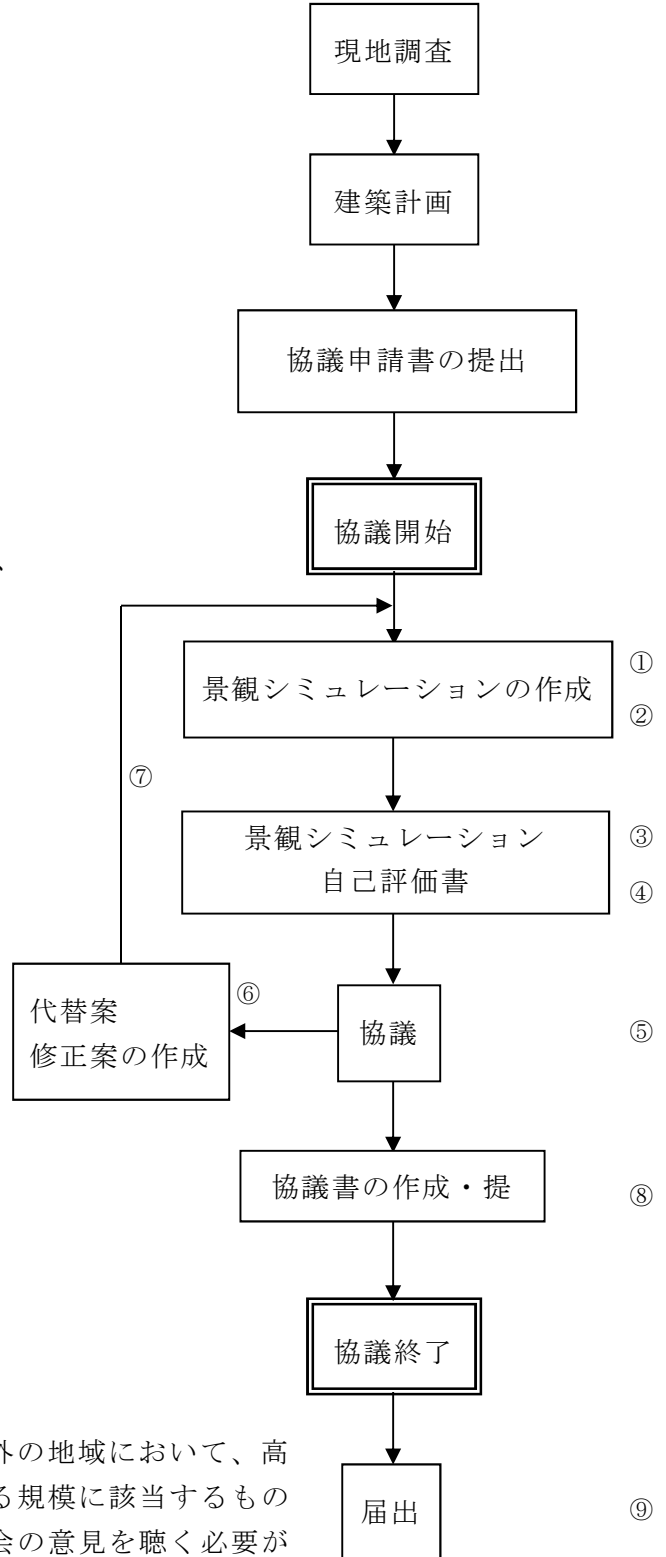 現地調査
建築計画
協議申請書の提出
協議開始
、
景観シミュレーションの作成
①
②
⑦
景観シミュレーション
自己評価書
③
④
代替案
修正案の作成
⑥
協議
⑤
協議書の作成・提
⑧
協議終了
外の地域において、高
る規模に該当するもの
会の意見を聴く必要が
届出
⑨